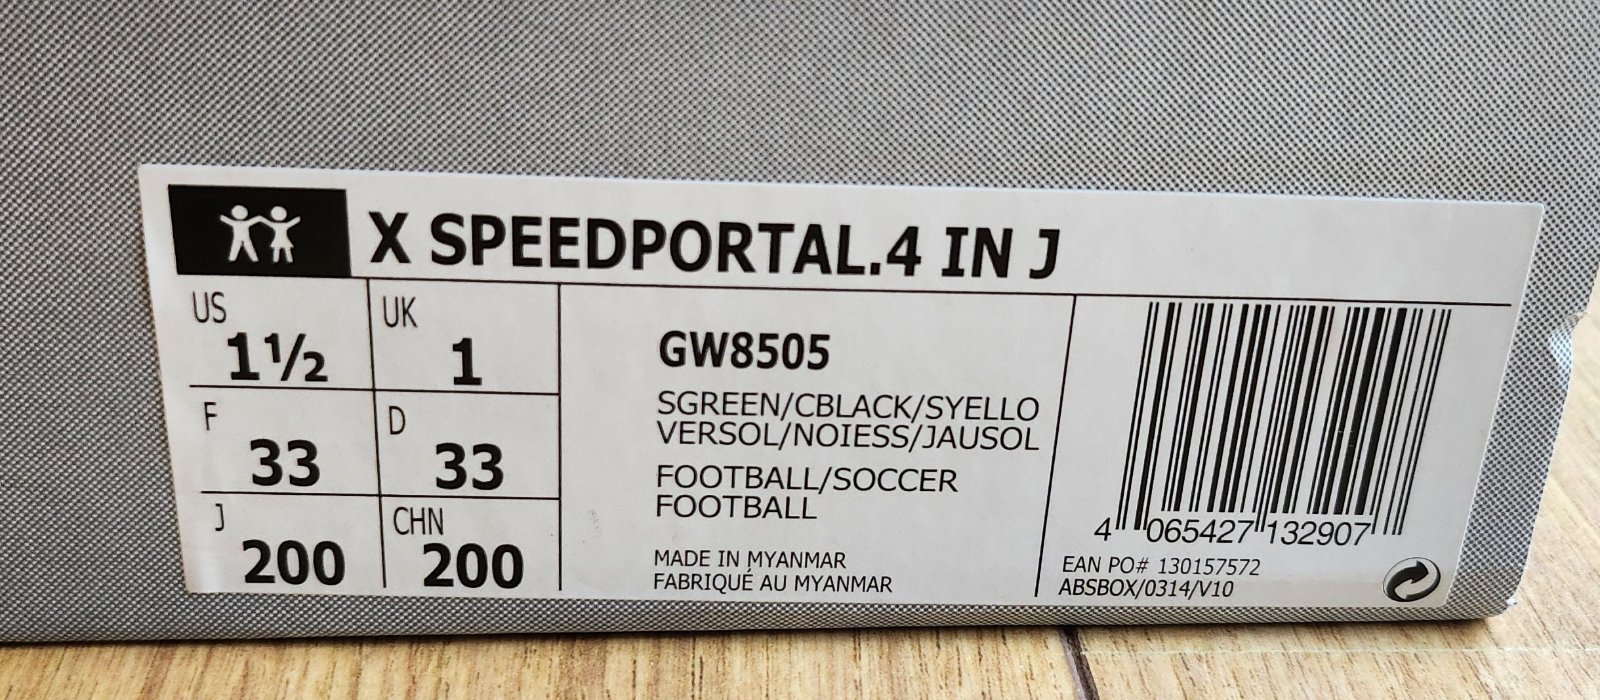 X SPEEDPORTAL.4 IN J
US 1½ UK 1
F 33 D 33
J 200 CHN 200
GW8505
SGREEN/CBLACK/SYELLO
VERSOL/NOIESS/JAUSOL
FOOTBALL/SOCCER
FOOTBALL
MADE IN MYANMAR
FABRIQUÉ AU MYANMAR
4 065427 132907
EAN PO# 130157572
ABSBOX/0314/V10